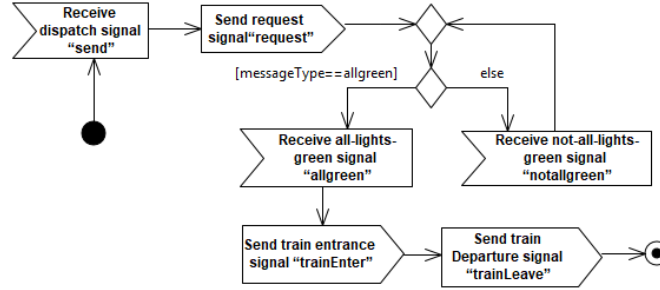 Receive
dispatch signal
“send”
Send request
signal“request”
[messageType==allgreen]
else
Receive all-lights-
green signal
“allgreen”
Receive not-all-lights-
green signal
“notallgreen”
Send train entrance
signal “trainEnter”
Send train
Departure signal
“trainLeave”